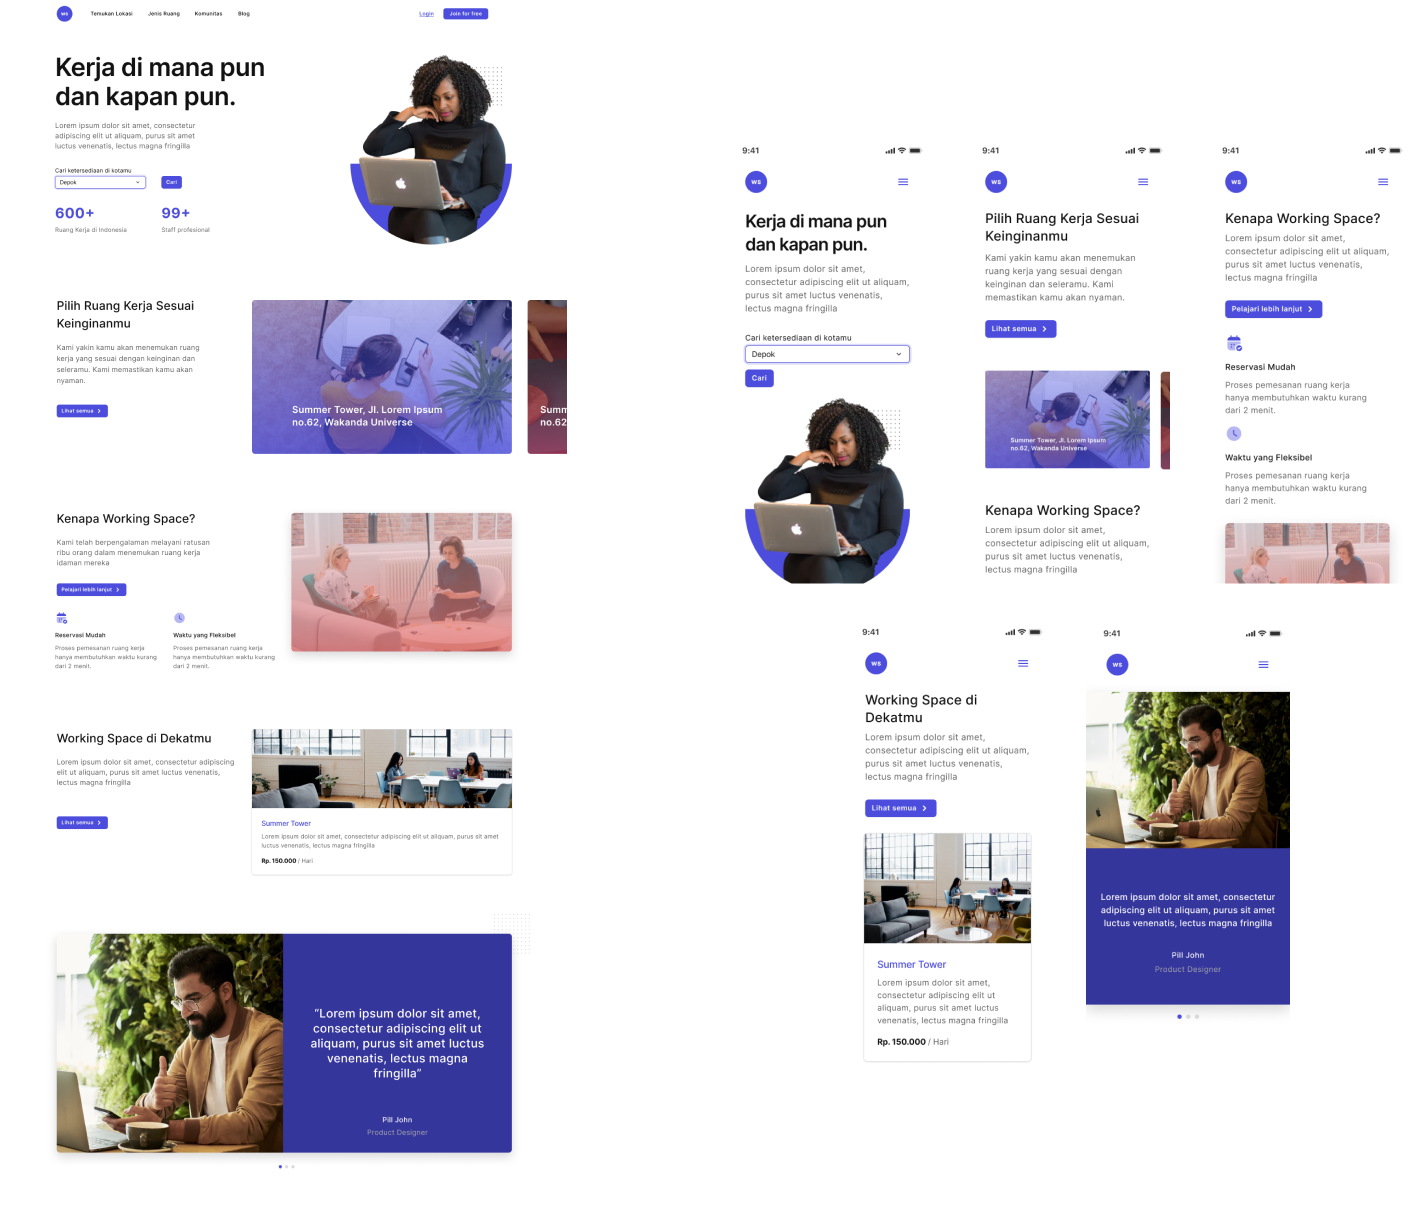 ws
Temukan Lokasi
Jenis Ruang
Komunitas
Blog
Login
Join for free
Kerja di mana pun
dan kapan pun.
Lorem ipsum dolor sit amet, consectetur
adipiscing elit ut aliquam, purus sit amet
luctus venenatis, lectus magna fringilla
Cari ketersediaan di kotamu
Depok
Cari
600+
99+
Ruang Kerja di Indonesia
Staff profesional
Pilih Ruang Kerja Sesuai
Keinginanmu
Kami yakin kamu akan menemukan ruang
kerja yang sesuai dengan keinginan dan
seleramu. Kami memastikan kamu akan
nyaman.
Lihat semua
Summer Tower, Jl. Lorem Ipsum
no.62, Wakanda Universe
Summ
no.62
Kenapa Working Space?
Kami telah berpengalaman melayani ratusan
ribu orang dalam menemukan ruang kerja
idaman mereka
Pelajari lebih lanjut
Reservasi Mudah
Proses pemesanan ruang kerja
hanya membutuhkan waktu kurang
dari 2 menit.
Waktu yang Fleksibel
Proses pemesanan ruang kerja
hanya membutuhkan waktu kurang
dari 2 menit.
Working Space di Dekatmu
Lorem ipsum dolor sit amet, consectetur adipiscing
elit ut aliquam, purus sit amet luctus venenatis,
lectus magna fringilla
Lihat semua
Summer Tower
Lorem ipsum dolor sit amet, consectetur adipiscing elit ut aliquam, purus sit amet
luctus venenatis, lectus magna fringilla
Rp. 150.000 / Hari
“Lorem ipsum dolor sit amet,
consectetur adipiscing elit ut
aliquam, purus sit amet luctus
venenatis, lectus magna
fringilla”
Pill John
Product Designer
9:41
ws
Kerja di mana pun
dan kapan pun.
Lorem ipsum dolor sit amet,
consectetur adipiscing elit ut aliquam,
purus sit amet luctus venenatis,
lectus magna fringilla
Cari ketersediaan di kotamu
Depok
Cari
9:41
ws
Pilih Ruang Kerja Sesuai
Keinginanmu
Kami yakin kamu akan menemukan
ruang kerja yang sesuai dengan
keinginan dan seleramu. Kami
memastikan kamu akan nyaman.
Lihat semua
Summer Tower, Jl. Lorem Ipsum
no.62, Wakanda Universe
Kenapa Working Space?
Lorem ipsum dolor sit amet,
consectetur adipiscing elit ut aliquam,
purus sit amet luctus venenatis,
lectus magna fringilla
9:41
ws
Kenapa Working Space?
Lorem ipsum dolor sit amet,
consectetur adipiscing elit ut aliquam,
purus sit amet luctus venenatis,
lectus magna fringilla
Pelajari lebih lanjut
Reservasi Mudah
Proses pemesanan ruang kerja
hanya membutuhkan waktu kurang
dari 2 menit.
Waktu yang Fleksibel
Proses pemesanan ruang kerja
hanya membutuhkan waktu kurang
dari 2 menit.
9:41
ws
Working Space di
Dekatmu
Lorem ipsum dolor sit amet,
consectetur adipiscing elit ut aliquam,
purus sit amet luctus venenatis,
lectus magna fringilla
Lihat semua
Summer Tower
Lorem ipsum dolor sit amet,
consectetur adipiscing elit ut
aliquam, purus sit amet luctus
venenatis, lectus magna fringilla
Rp. 150.000 / Hari
9:41
ws
Lorem ipsum dolor sit amet, consectetur
adipiscing elit ut aliquam, purus sit amet
luctus venenatis, lectus magna fringilla
Pill John
Product Designer